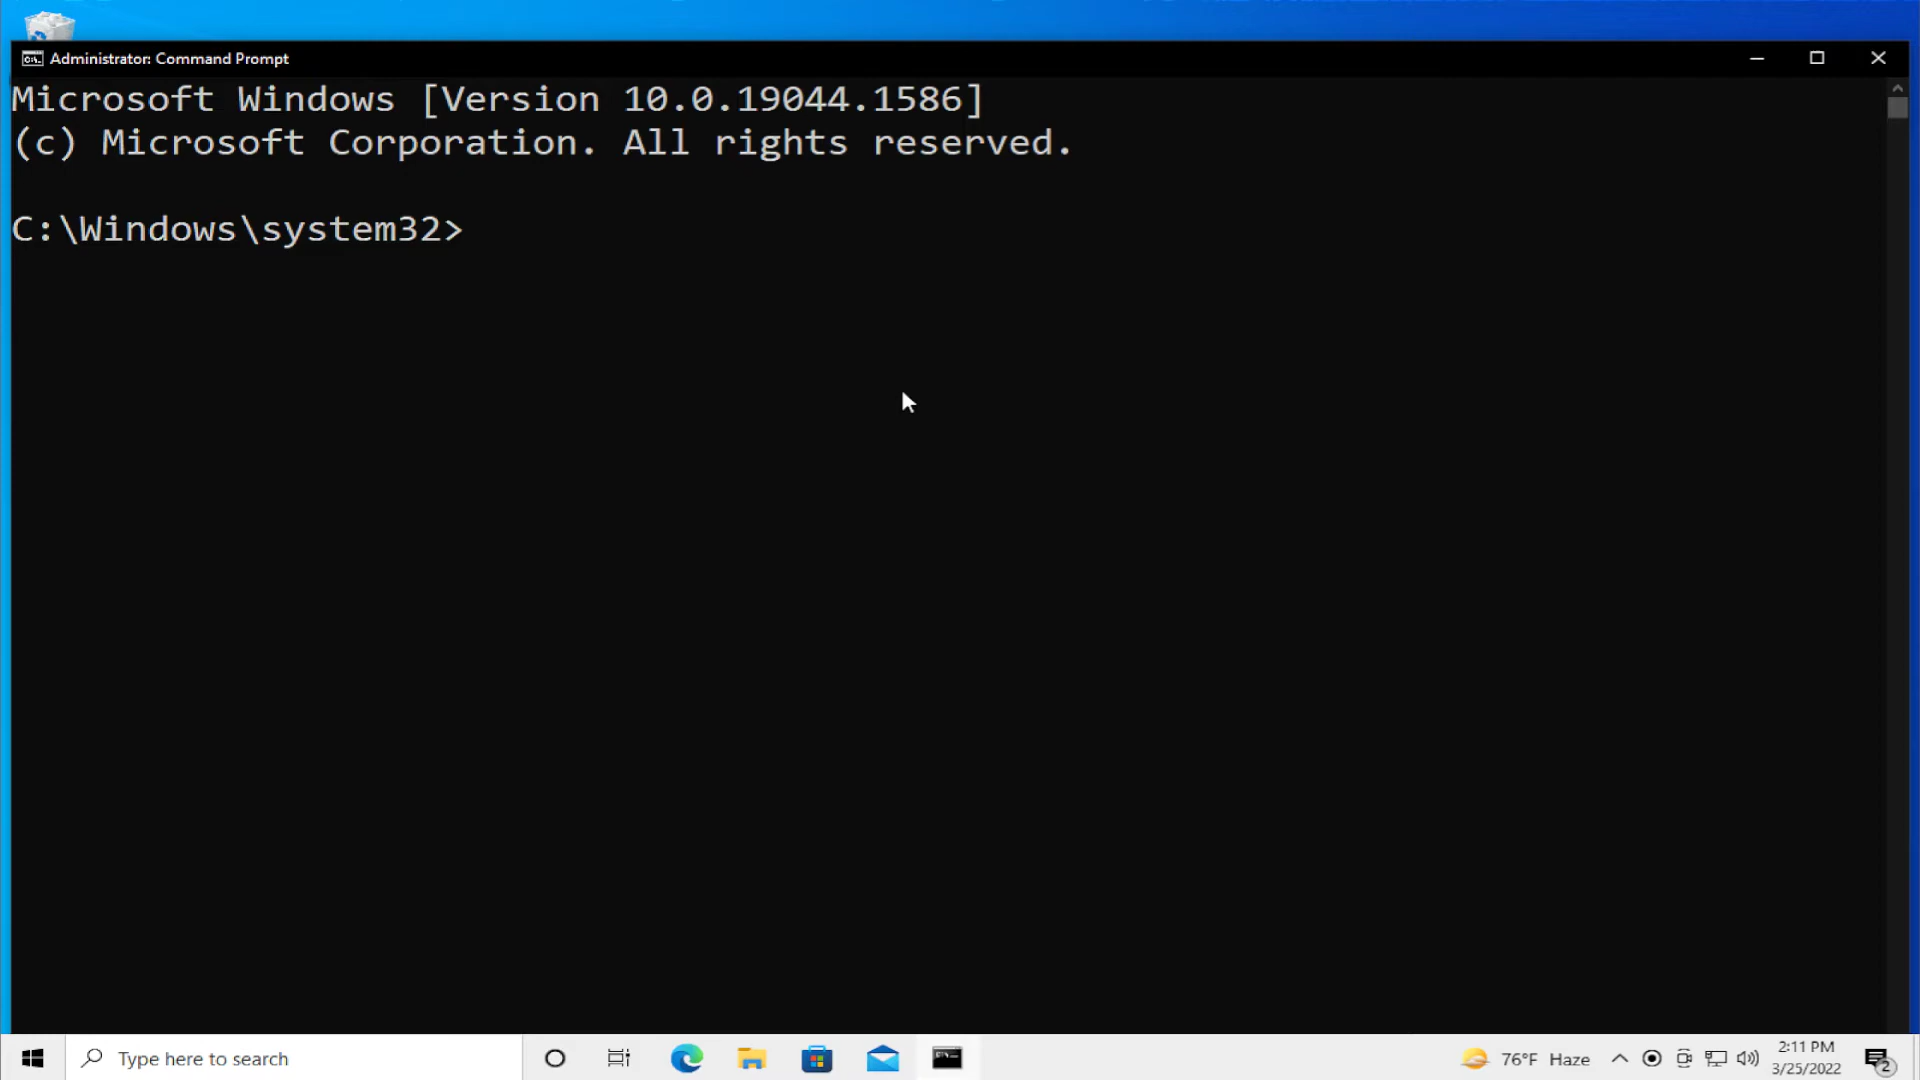 Administrator: Command Prompt
Microsoft Windows [Version 10.0.19044.1586]
(c) Microsoft Corporation. All rights reserved.
C:\Windows\system32>
Type here to search
76°F Haze
2:11 PM
3/25/2022
2